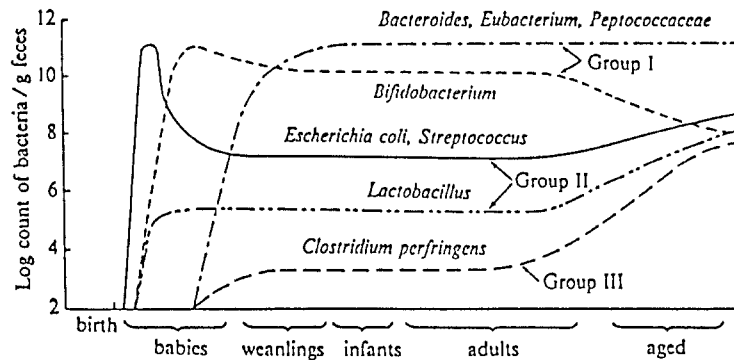 Log count of bacteria/g feces
12
10
8
6
4
2
Bacteroides, Eubacterium, Peptococcaceae
Group I
Bifidobacterium
Escherichia coli, Streptococcus
Group II
Lactobacillus
Clostridium perfringens
Group III
birth
babies weanlings infants adults aged